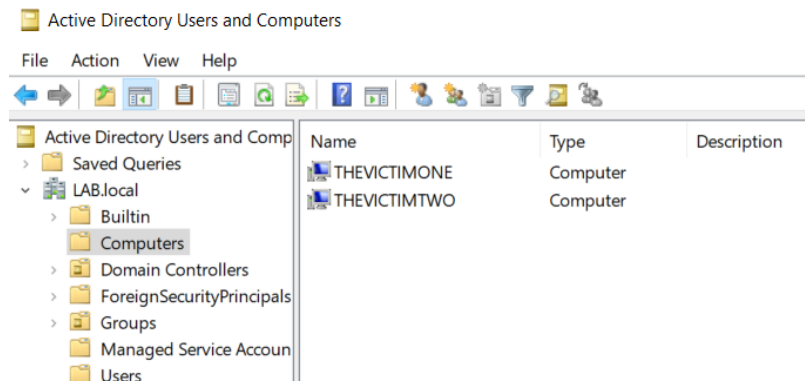 Active Directory Users and Computers
File Action View Help
Active Directory Users and Comp
Saved Queries
LAB.local
Builtin
Computers
Domain Controllers
ForeignSecurityPrincipals
Groups
Managed Service Accoun
Users
Name Type Description
THEVICTIMONE Computer
THEVICTIMTWO Computer